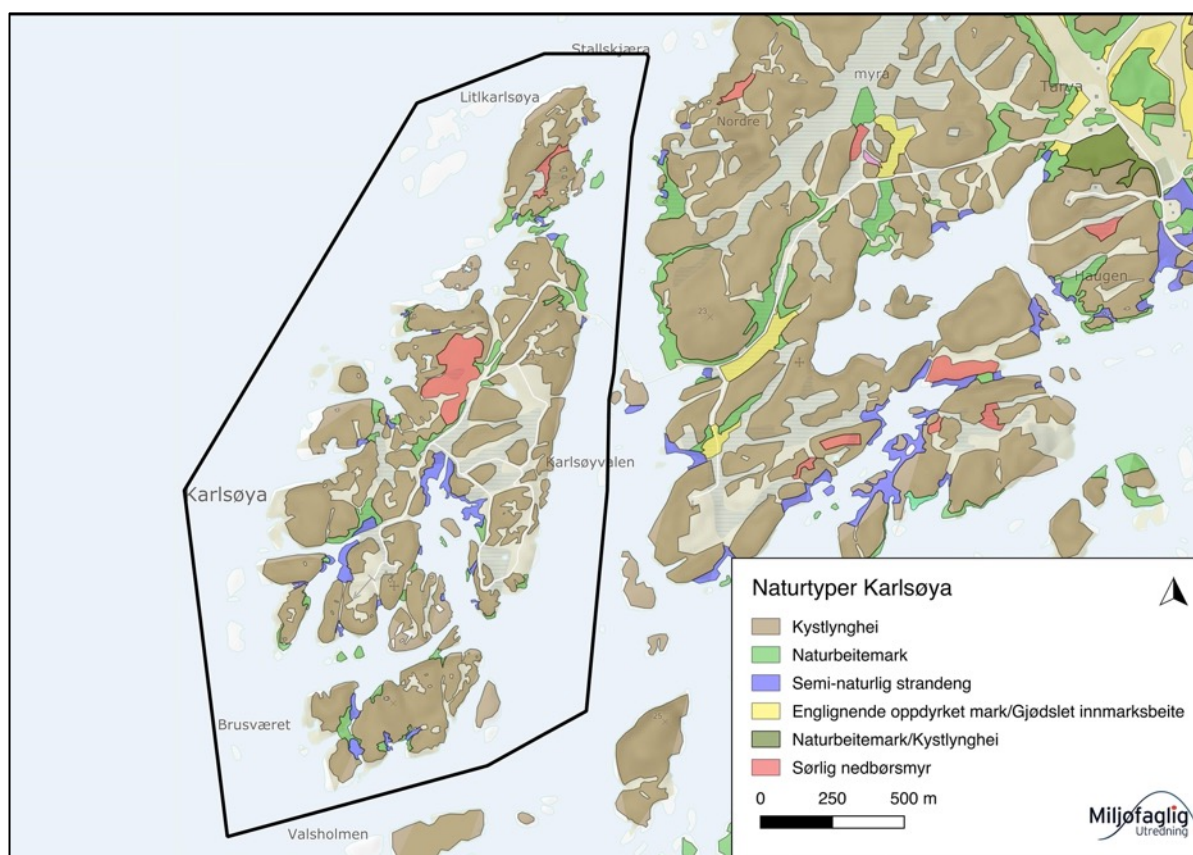 Stallskjæra
Litlkarlsøya
myra
Tarva
Nordre
Haugen
23
Karlsøyvalen
Karlsøya
Brusværet
Valsholmen
Naturtyper Karlsøya
Kystlynghei
Naturbeitemark
Semi-naturlig strandeng
Englignende oppdyrket mark/Gjødslet innmarksbeite
Naturbeitemark/Kystlynghei
Sørlig nedbørsmyr
0 250 500 m
Miljøfaglig
Utredning